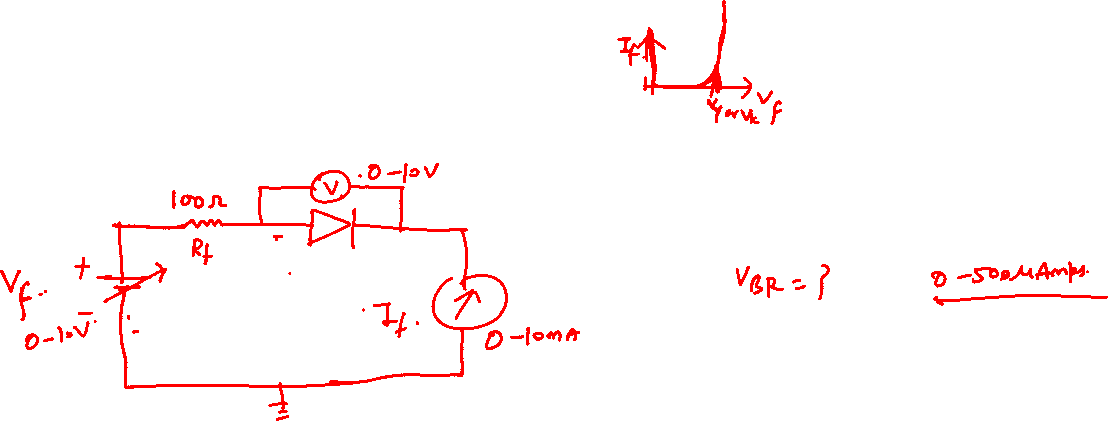 If
Vγ or Vk
Vf
0-10V
V
100Ω
Rf
+
Vf.
0-10V
-
If.
0-10mA
VBR = ?
0-500μAmps.